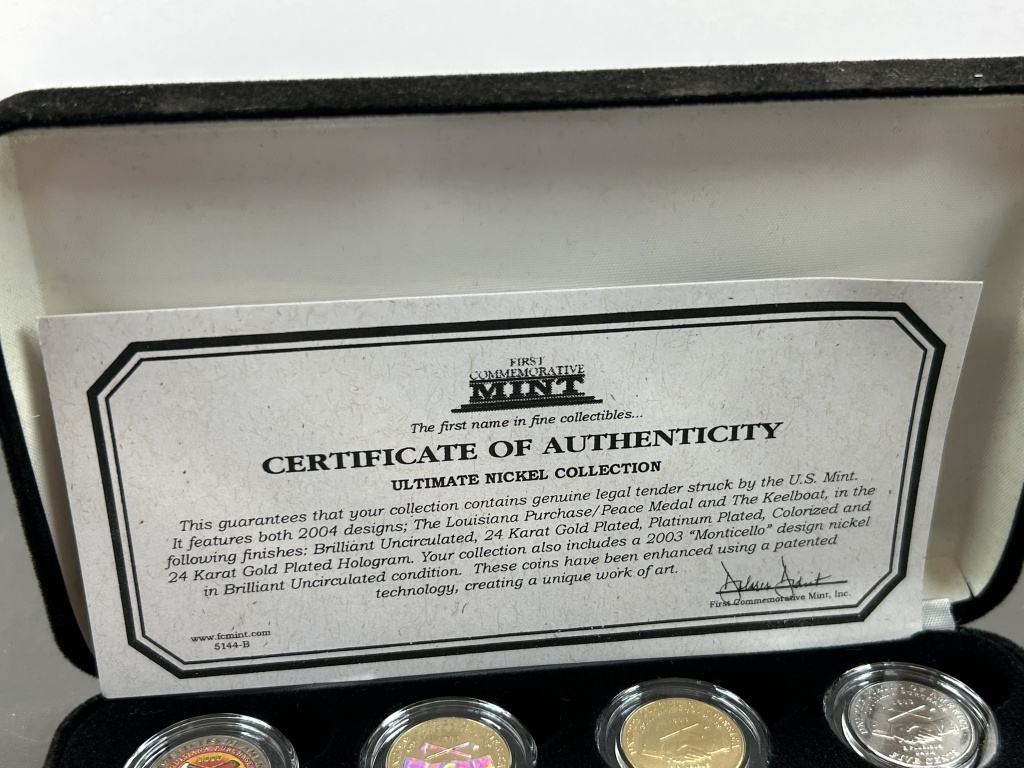 FIRST
COMMEMORATIVE
MINT
The first name in fine collectibles...
CERTIFICATE OF AUTHENTICITY
ULTIMATE NICKEL COLLECTION
This guarantees that your collection contains genuine legal tender struck by the U.S. Mint.
It features both 2004 designs; The Louisiana Purchase/Peace Medal and The Keelboat, in the
following finishes: Brilliant Uncirculated, 24 Karat Gold Plated, Platinum Plated, Colorized and
24 Karat Gold Plated Hologram. Your collection also includes a 2003 “Monticello” design nickel
in Brilliant Uncirculated condition. These coins have been enhanced using a patented
technology, creating a unique work of art.
First Commemorative Mint, Inc.
www.fcmint.com
5144-B
FIVE CENTS